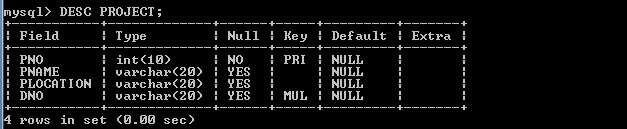 mysql> DESC PROJECT;
+-----------+-------------+------+-----+---------+-------+
| Field     | Type        | Null | Key | Default | Extra |
+-----------+-------------+------+-----+---------+-------+
| PNO       | int(10)     | NO   | PRI | NULL    |       |
| PNAME     | varchar(20) | YES  |     | NULL    |       |
| PLOCATION | varchar(20) | YES  |     | NULL    |       |
| DNO       | varchar(20) | YES  | MUL | NULL    |       |
+-----------+-------------+------+-----+---------+-------+
4 rows in set (0.00 sec)